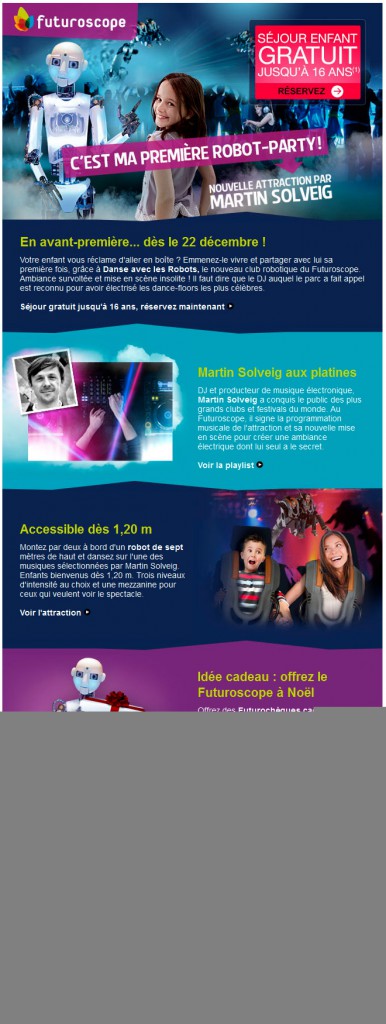 futuroscope
SÉJOUR ENFANT
GRATUIT
JUSQU'À 16 ANS(1)
RÉSERVEZ
C'EST MA PREMIÈRE ROBOT-PARTY !
NOUVELLE ATTRACTION PAR
MARTIN SOLVEIG
En avant-première... dès le 22 décembre !
Votre enfant vous réclame d'aller en boîte ? Emmenez-le vivre et partager avec lui sa
première fois, grâce à Danse avec les Robots, le nouveau club robotique du Futuroscope.
Ambiance survoltée et mise en scène insolite ! Il faut dire que le DJ auquel le parc a fait appel
est reconnu pour avoir électrisé les dance-floors les plus célèbres.
Séjour gratuit jusqu'à 16 ans, réservez maintenant
Martin Solveig aux platines
DJ et producteur de musique électronique,
Martin Solveig a conquis le public des plus
grands clubs et festivals du monde. Au
Futuroscope, il signe la programmation
musicale de l'attraction et sa nouvelle mise
en scène pour créer une ambiance
électrique dont lui seul a le secret.
Voir la playlist
Accessible dès 1,20 m
Montez par deux à bord d'un robot de sept
mètres de haut et dansez sur l'une des
musiques sélectionnées par Martin Solveig.
Enfants bienvenus dès 1,20 m. Trois niveaux
d'intensité au choix et une mezzanine pour
ceux qui veulent voir le spectacle.
Voir l'attraction
Idée cadeau : offrez le
Futuroscope à Noël
Offrez des Futurochèques